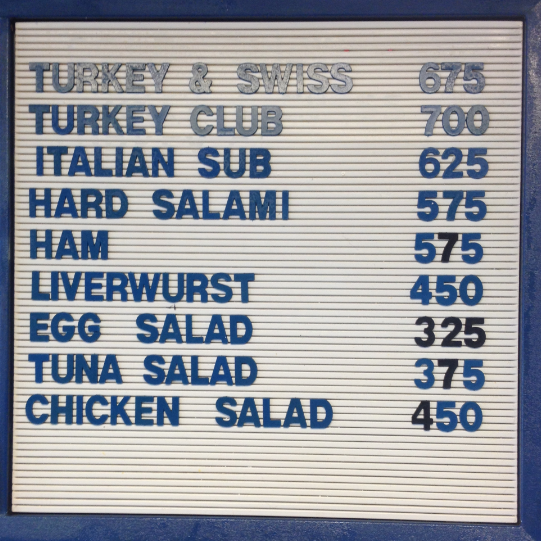 TURKEY & SWISS 675
TURKEY CLUB 700
ITALIAN SUB 625
HARD SALAMI 575
HAM 575
LIVERWURST 450
EGG SALAD 325
TUNA SALAD 375
CHICKEN SALAD 450